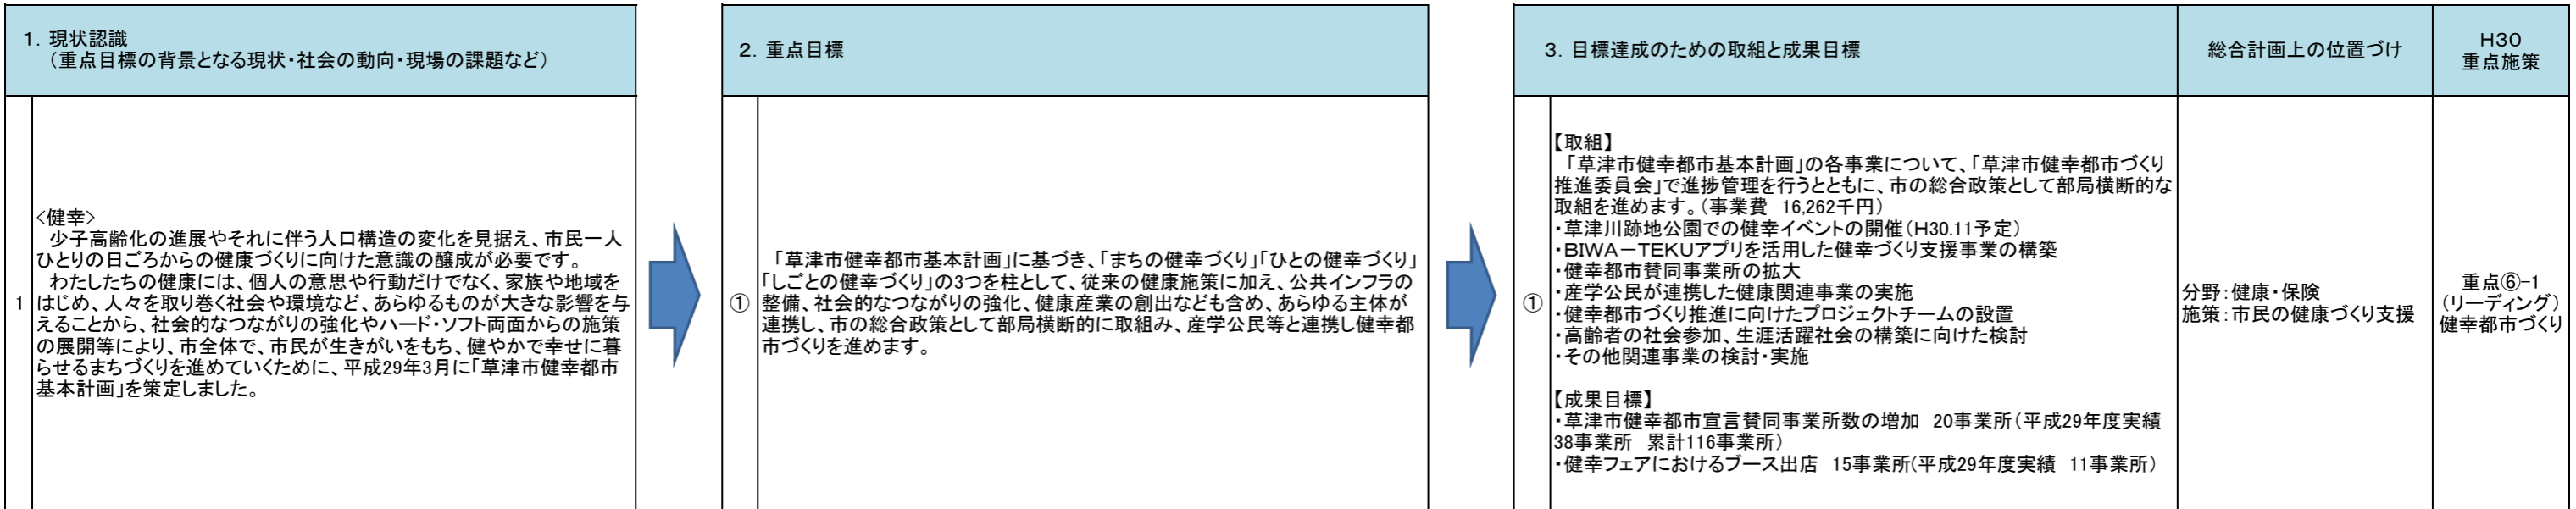 1．現状認識
（重点目標の背景となる現状・社会の動向・現場の課題など）
1
<健幸>
少子高齢化の進展やそれに伴う人口構造の変化を見据え、市民一人
ひとりの日ごろからの健康づくりに向けた意識の醸成が必要です。
わたしたちの健康には、個人の意思や行動だけでなく、家族や地域を
はじめ、人々を取り巻く社会や環境など、あらゆるものが大きな影響を与
えることから、社会的なつながりの強化やハード・ソフト両面からの施策
の展開等により、市全体で、市民が生きがいをもち、健やかで幸せに暮
らせるまちづくりを進めていくために、平成29年3月に「草津市健幸都市
基本計画」を策定しました。
2．重点目標
①
「草津市健幸都市基本計画」に基づき、「まちの健幸づくり」「ひとの健幸づくり」
「しごとの健幸づくり」の3つを柱として、従来の健康施策に加え、公共インフラの
整備、社会的なつながりの強化、健康産業の創出なども含め、あらゆる主体が
連携し、市の総合政策として部局横断的に取組み、産学公民等と連携し健幸都
市づくりを進めます。
3．目標達成のための取組と成果目標
総合計画上の位置づけ
H30
重点施策
①
【取組】
「草津市健幸都市基本計画」の各事業について、「草津市健幸都市づくり
推進委員会」で進捗管理を行うとともに、市の総合政策として部局横断的な
取組を進めます。（事業費　16,262千円）
・草津川跡地公園での健幸イベントの開催（H30.11予定）
・BIWA－TEKUアプリを活用した健幸づくり支援事業の構築
・健幸都市賛同事業所の拡大
・産学公民が連携した健康関連事業の実施
・健幸都市づくり推進に向けたプロジェクトチームの設置
・高齢者の社会参加、生涯活躍社会の構築に向けた検討
・その他関連事業の検討・実施
【成果目標】
・草津市健幸都市宣言賛同事業所数の増加　20事業所（平成29年度実績
38事業所　累計116事業所）
・健幸フェアにおけるブース出店　15事業所(平成29年度実績　11事業所）
分野：健康・保険
施策：市民の健康づくり支援
重点⑥-1
（リーディング）
健幸都市づくり